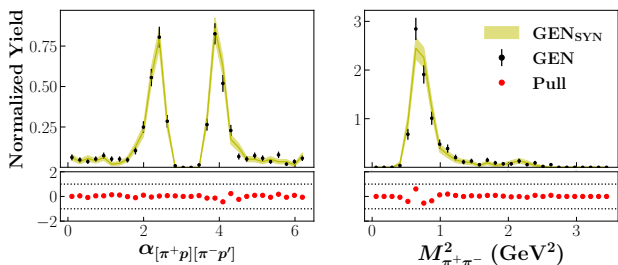 Normalized Yield
0.75
0.50
0.25
2
0
−2
0 2 4 6
α[π⁺p][π⁻p′]
3
2
1
0 1 2 3
M²π⁺π⁻ (GeV²)
GENSYN
GEN
Pull